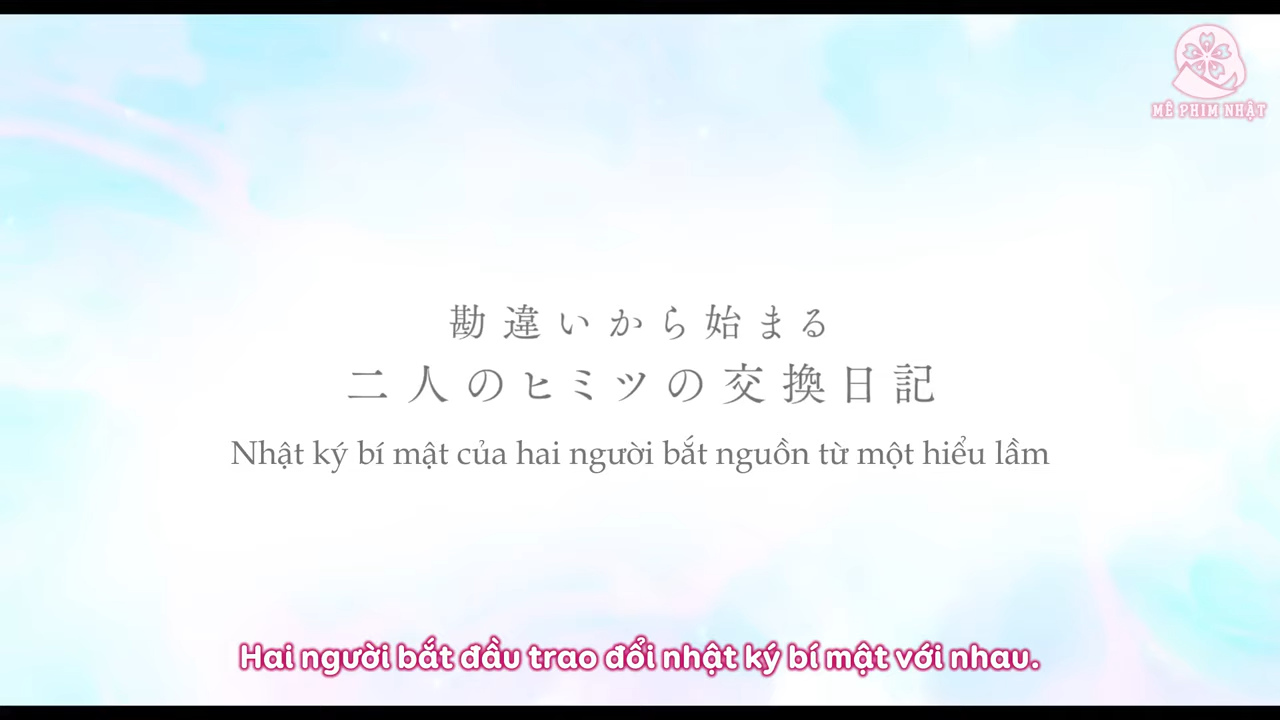 MÊ PHIM NHẬT
勘違いから始まる
二人のヒミツの交換日記
Nhật ký bí mật của hai người bắt nguồn từ một hiểu lầm
Hai người bắt đầu trao đổi nhật ký bí mật với nhau.